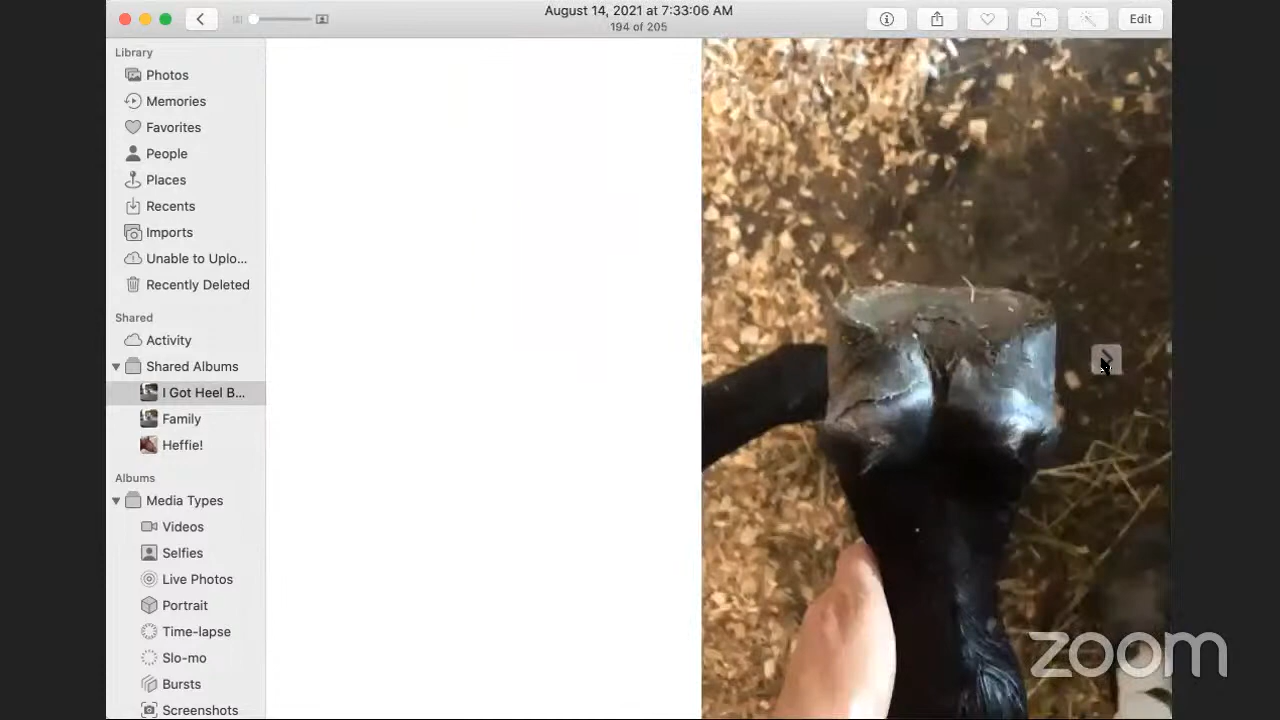 August 14, 2021 at 7:33:06 AM
194 of 205
Edit
Library
Photos
Memories
Favorites
People
Places
Recents
Imports
Unable to Uplo...
Recently Deleted
Shared
Activity
Shared Albums
I Got Heel B...
Family
Heffie!
Albums
Media Types
Videos
Selfies
Live Photos
Portrait
Time-lapse
Slo-mo
Bursts
Screenshots
zoom